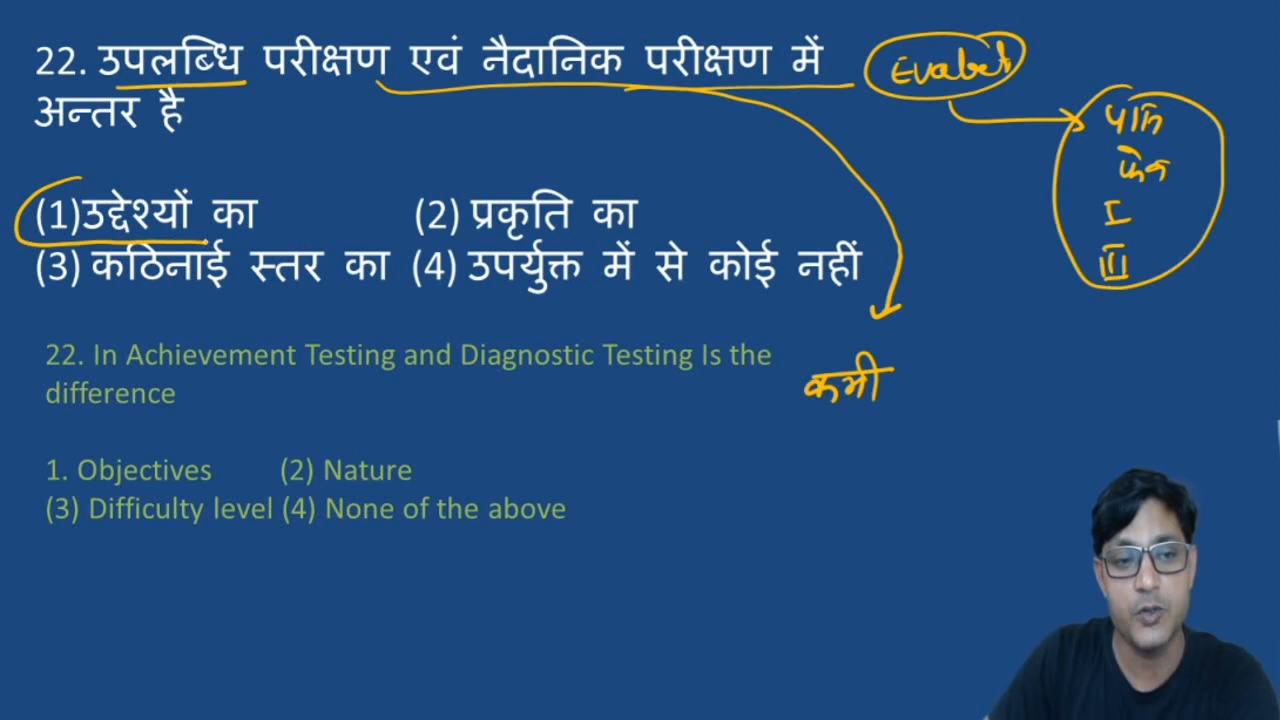 22. उपलब्धि परीक्षण एवं नैदानिक परीक्षण में
अन्तर है
(1)उद्देश्यों का (2) प्रकृति का
(3) कठिनाई स्तर का (4) उपर्युक्त में से कोई नहीं
22. In Achievement Testing and Diagnostic Testing Is the
difference
1. Objectives (2) Nature
(3) Difficulty level (4) None of the above
I
III
कमी